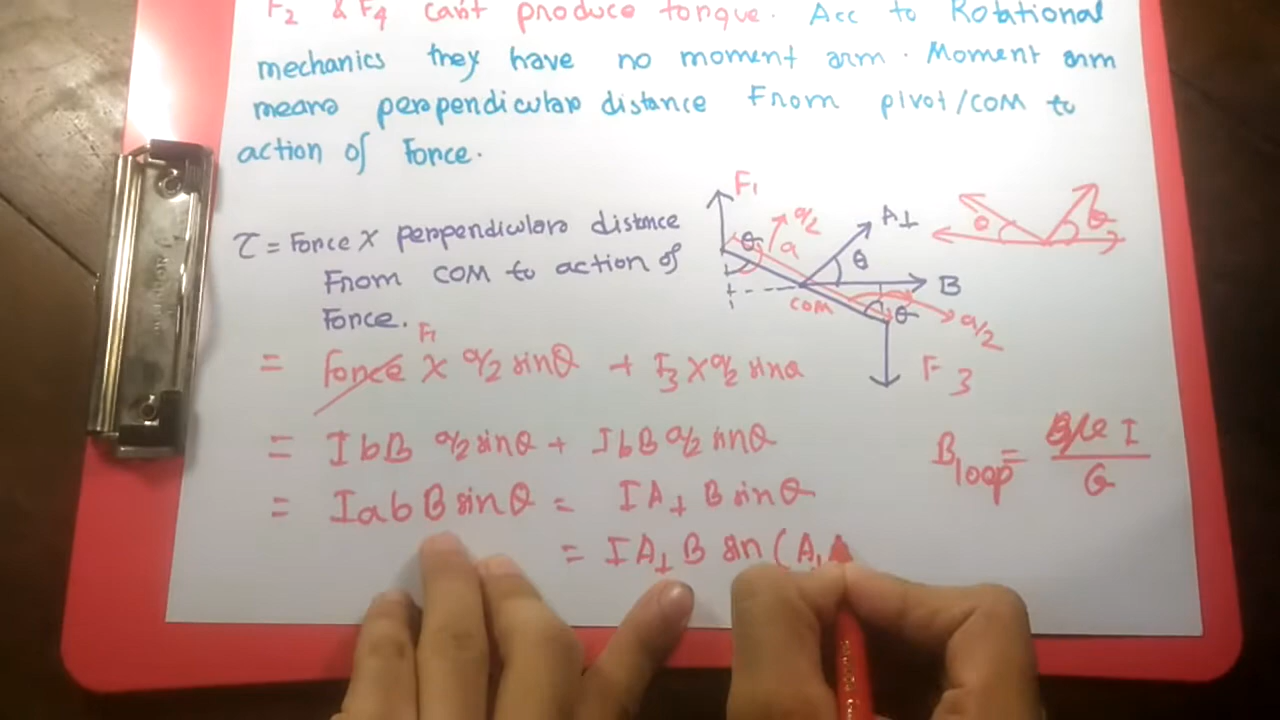 F2 & F4 can't produce torque. Acc to Rotational
mechanics they have no moment arm. Moment arm
means perpendicular distance From pivot/COM to
action of Force.
τ = Force X perpendicular distance
From COM to action of
Force.
F1
= Force X a/2 sinθ + F3 X a/2 sinθ
= IbB a/2 sinθ + IbB a/2 sinθ
= IabB sinθ = IA⊥ B sinθ
= IA⊥ B sin (A⊥
F1
a/2
θ
a
A⊥
θ
B
COM
θ
a/2
F3
θ
θ
B loop = I
G